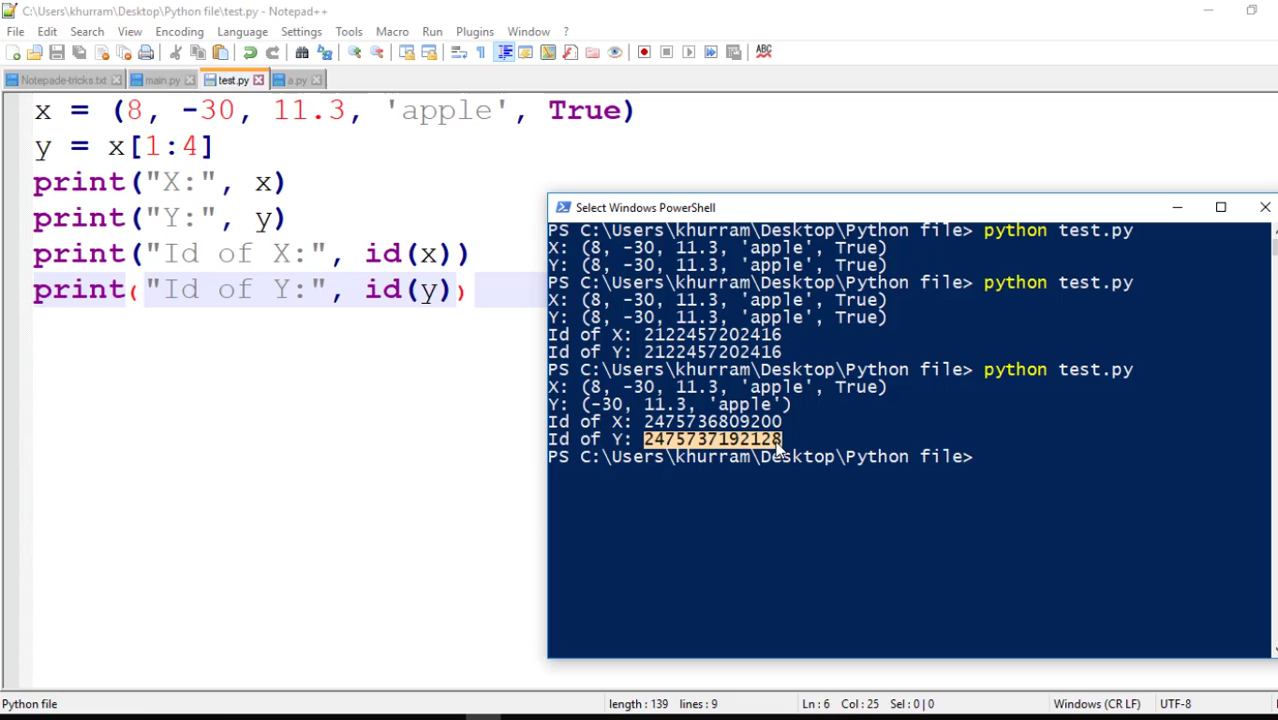 C:\Users\khurram\Desktop\Python file\test.py - Notepad++
File Edit Search View Encoding Language Settings Tools Macro Run Plugins Window ?
Notepade-tricks.txt main.py test.py a.py
x = (8, -30, 11.3, 'apple', True)
y = x[1:4]
print("X:", x)
print("Y:", y)
print("Id of X:", id(x))
print("Id of Y:", id(y))
Select Windows PowerShell
PS C:\Users\khurram\Desktop\Python file> python test.py
X: (8, -30, 11.3, 'apple', True)
Y: (8, -30, 11.3, 'apple', True)
PS C:\Users\khurram\Desktop\Python file> python test.py
X: (8, -30, 11.3, 'apple', True)
Y: (8, -30, 11.3, 'apple', True)
Id of X: 2122457202416
Id of Y: 2122457202416
PS C:\Users\khurram\Desktop\Python file> python test.py
X: (8, -30, 11.3, 'apple', True)
Y: (-30, 11.3, 'apple')
Id of X: 2475736809200
Id of Y: 2475737192128
PS C:\Users\khurram\Desktop\Python file>
Python file length : 139 lines : 9 Ln : 6 Col : 25 Sel : 0 | 0 Windows (CR LF) UTF-8